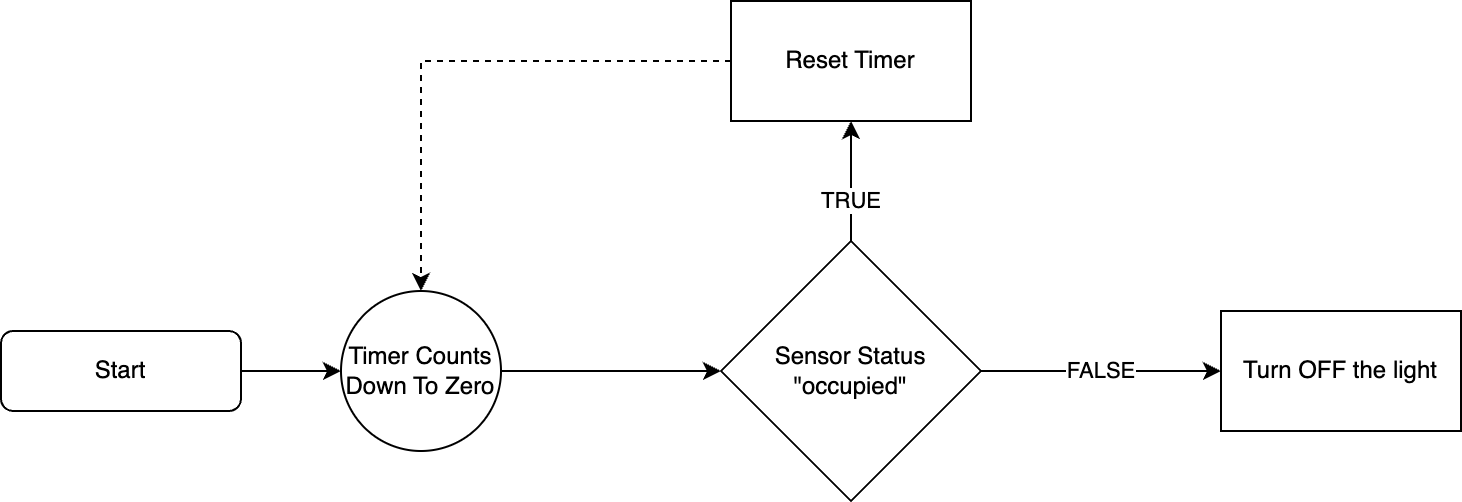 Reset Timer
TRUE
Start
Timer Counts
Down To Zero
Sensor Status
"occupied"
FALSE
Turn OFF the light